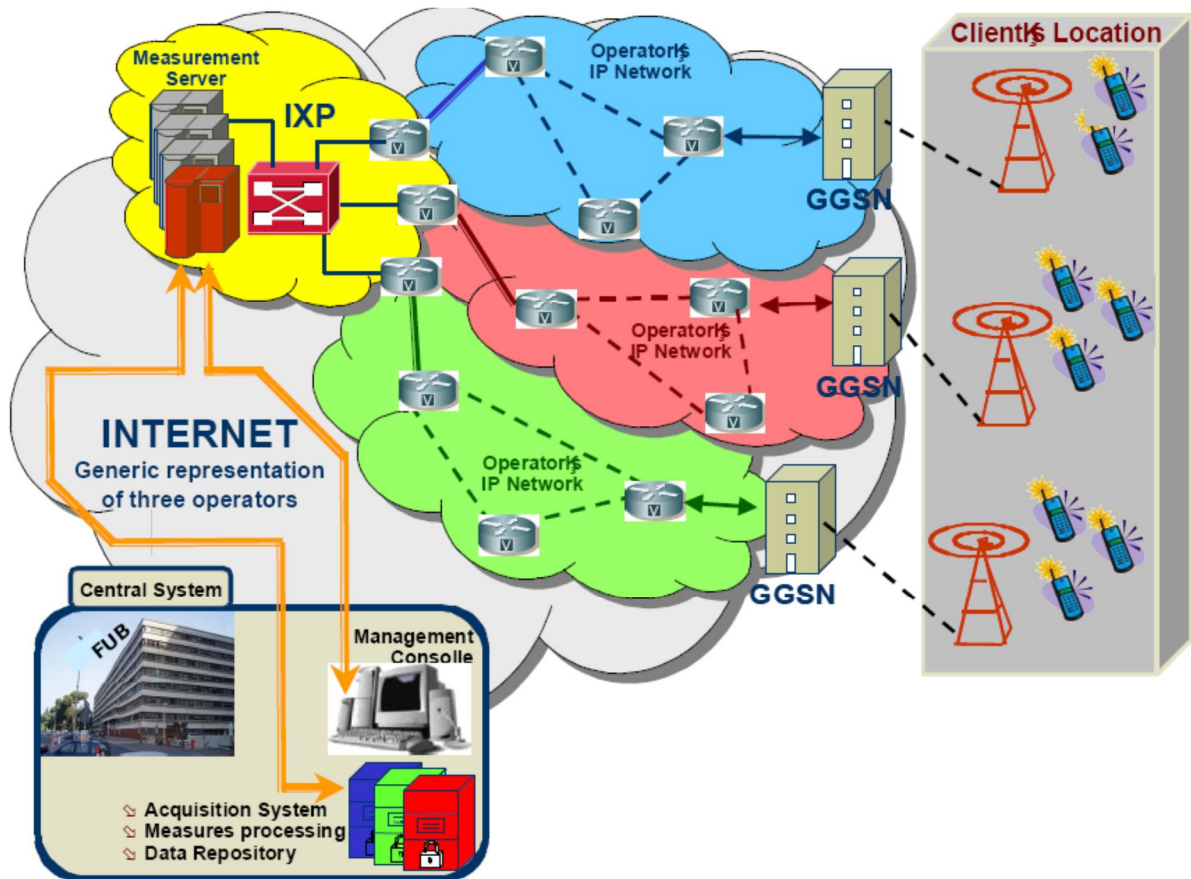 Measurement
Server
IXP
Operator's
IP Network
GGSN
Client's Location
Operator's
IP Network
GGSN
INTERNET
Generic representation
of three operators
Operator's
IP Network
GGSN
Central System
FUB
Management
Consolle
Acquisition System
Measures processing
Data Repository
V
V
V
V
V
V
V
V
V
V
V
V